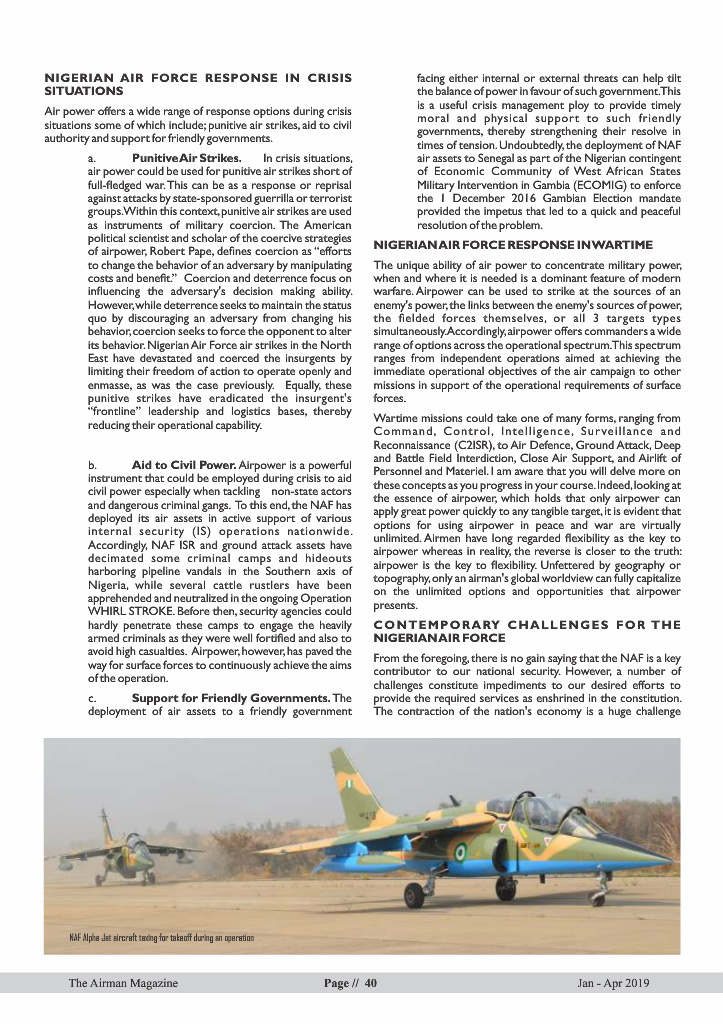 NIGERIAN AIR FORCE RESPONSE IN CRISIS
SITUATIONS
Air power offers a wide range of response options during crisis
situations some of which include; punitive air strikes, aid to civil
authority and support for friendly governments.
a. Punitive Air Strikes. In crisis situations,
air power could be used for punitive air strikes short of
full-fledged war. This can be as a response or reprisal
against attacks by state-sponsored guerrilla or terrorist
groups. Within this context, punitive air strikes are used
as instruments of military coercion. The American
political scientist and scholar of the coercive strategies
of airpower, Robert Pape, defines coercion as “efforts
to change the behavior of an adversary by manipulating
costs and benefit.” Coercion and deterrence focus on
influencing the adversary's decision making ability.
However, while deterrence seeks to maintain the status
quo by discouraging an adversary from changing his
behavior, coercion seeks to force the opponent to alter
its behavior. Nigerian Air Force air strikes in the North
East have devastated and coerced the insurgents by
limiting their freedom of action to operate openly and
enmasse, as was the case previously. Equally, these
punitive strikes have eradicated the insurgent's
“frontline” leadership and logistics bases, thereby
reducing their operational capability.
b. Aid to Civil Power. Airpower is a powerful
instrument that could be employed during crisis to aid
civil power especially when tackling non-state actors
and dangerous criminal gangs. To this end, the NAF has
deployed its air assets in active support of various
internal security (IS) operations nationwide.
Accordingly, NAF ISR and ground attack assets have
decimated some criminal camps and hideouts
harboring pipeline vandals in the Southern axis of
Nigeria, while several cattle rustlers have been
apprehended and neutralized in the ongoing Operation
WHIRL STROKE. Before then, security agencies could
hardly penetrate these camps to engage the heavily
armed criminals as they were well fortified and also to
avoid high casualties. Airpower, however, has paved the
way for surface forces to continuously achieve the aims
of the operation.
c. Support for Friendly Governments. The
deployment of air assets to a friendly government
facing either internal or external threats can help tilt
the balance of power in favour of such government. This
is a useful crisis management ploy to provide timely
moral and physical support to such friendly
governments, thereby strengthening their resolve in
times of tension. Undoubtedly, the deployment of NAF
air assets to Senegal as part of the Nigerian contingent
of Economic Community of West African States
Military Intervention in Gambia (ECOMIG) to enforce
the 1 December 2016 Gambian Election mandate
provided the impetus that led to a quick and peaceful
resolution of the problem.
NIGERIAN AIR FORCE RESPONSE IN WARTIME
The unique ability of air power to concentrate military power,
when and where it is needed is a dominant feature of modern
warfare. Airpower can be used to strike at the sources of an
enemy's power, the links between the enemy's sources of power,
the fielded forces themselves, or all 3 targets types
simultaneously. Accordingly, airpower offers commanders a wide
range of options across the operational spectrum. This spectrum
ranges from independent operations aimed at achieving the
immediate operational objectives of the air campaign to other
missions in support of the operational requirements of surface
forces.
Wartime missions could take one of many forms, ranging from
Command, Control, Intelligence, Surveillance and
Reconnaissance (C2ISR), to Air Defence, Ground Attack, Deep
and Battle Field Interdiction, Close Air Support, and Airlift of
Personnel and Materiel. I am aware that you will delve more on
these concepts as you progress in your course. Indeed, looking at
the essence of airpower, which holds that only airpower can
apply great power quickly to any tangible target, it is evident that
options for using airpower in peace and war are virtually
unlimited. Airmen have long regarded flexibility as the key to
airpower whereas in reality, the reverse is closer to the truth:
airpower is the key to flexibility. Unfettered by geography or
topography, only an airman's global worldview can fully capitalize
on the unlimited options and opportunities that airpower
presents.
CONTEMPORARY CHALLENGES FOR THE
NIGERIAN AIR FORCE
From the foregoing, there is no gain saying that the NAF is a key
contributor to our national security. However, a number of
challenges constitute impediments to our desired efforts to
provide the required services as enshrined in the constitution.
The contraction of the nation's economy is a huge challenge
NAF Alpha Jet aircraft taxing for takeoff during an operation
The Airman Magazine Page // 40 Jan - Apr 2019